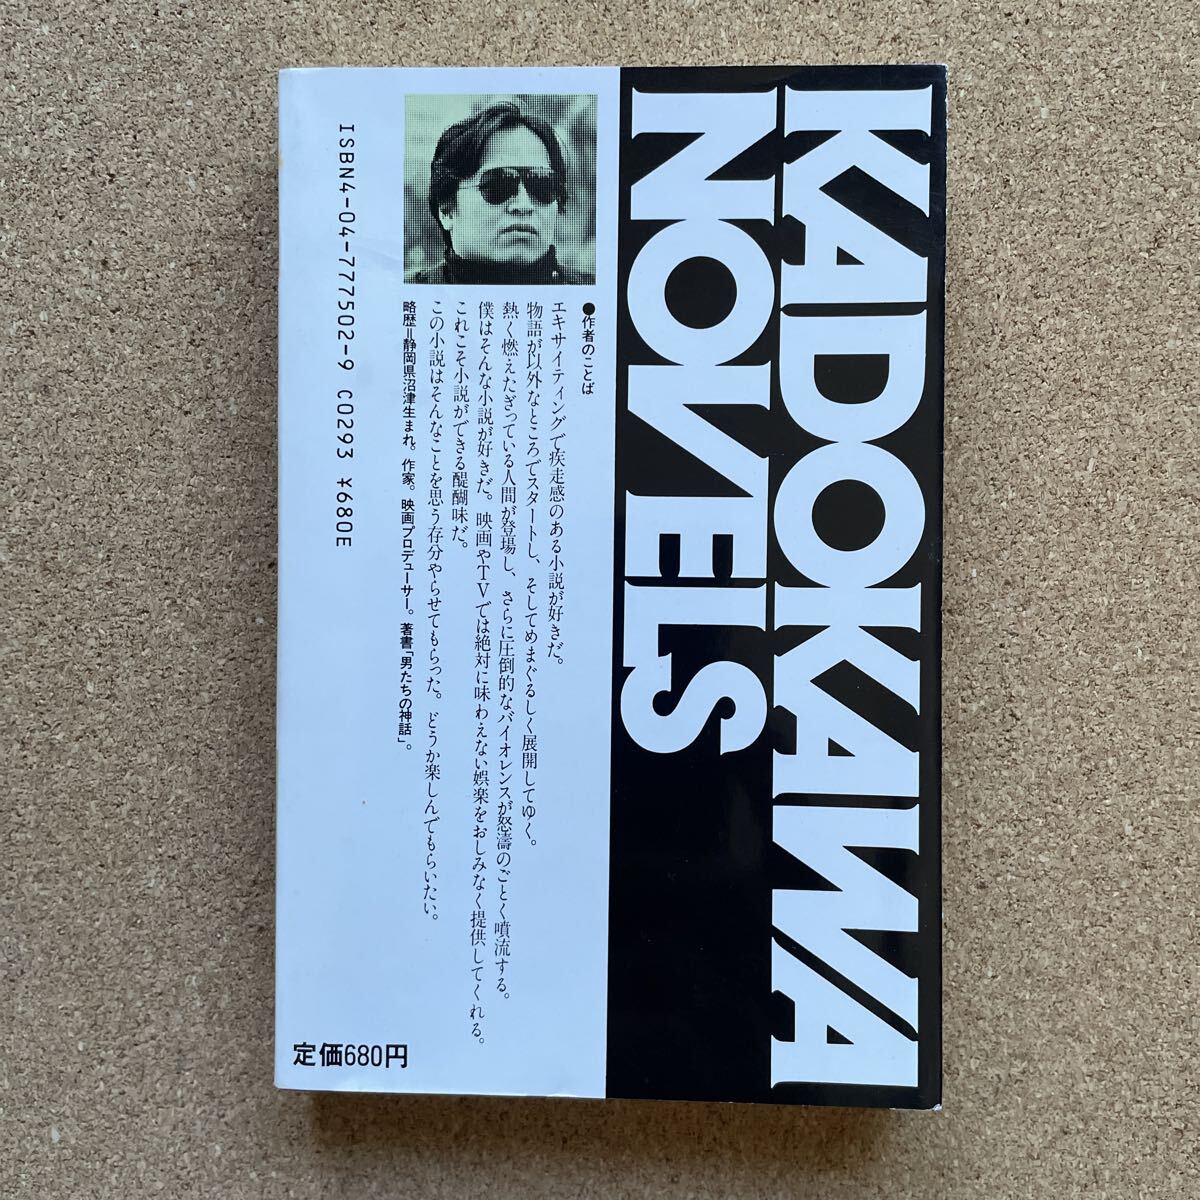 KADOKAWA
NOVELS
●作者のことば
エキサイティングで疾走感のある小説が好きだ。
物語が以外なところでスタートし、そしてめまぐるしく展開してゆく。
熱く燃えたぎっている人間が登場し、さらに圧倒的なバイオレンスが怒濤のごとく噴流する。
僕はそんな小説が好きだ。映画やTVでは絶対に味わえない娯楽をおしみなく提供してくれる。
これこそ小説ができる醍醐味だ。
この小説はそんなことを思う存分やらせてもらった。どうか楽しんでもらいたい。
略歴=静岡県沼津生まれ。作家。映画プロデューサー。著書「男たちの神話」。
ISBN4-04-777502-9 C0293 ¥680E
定価680円